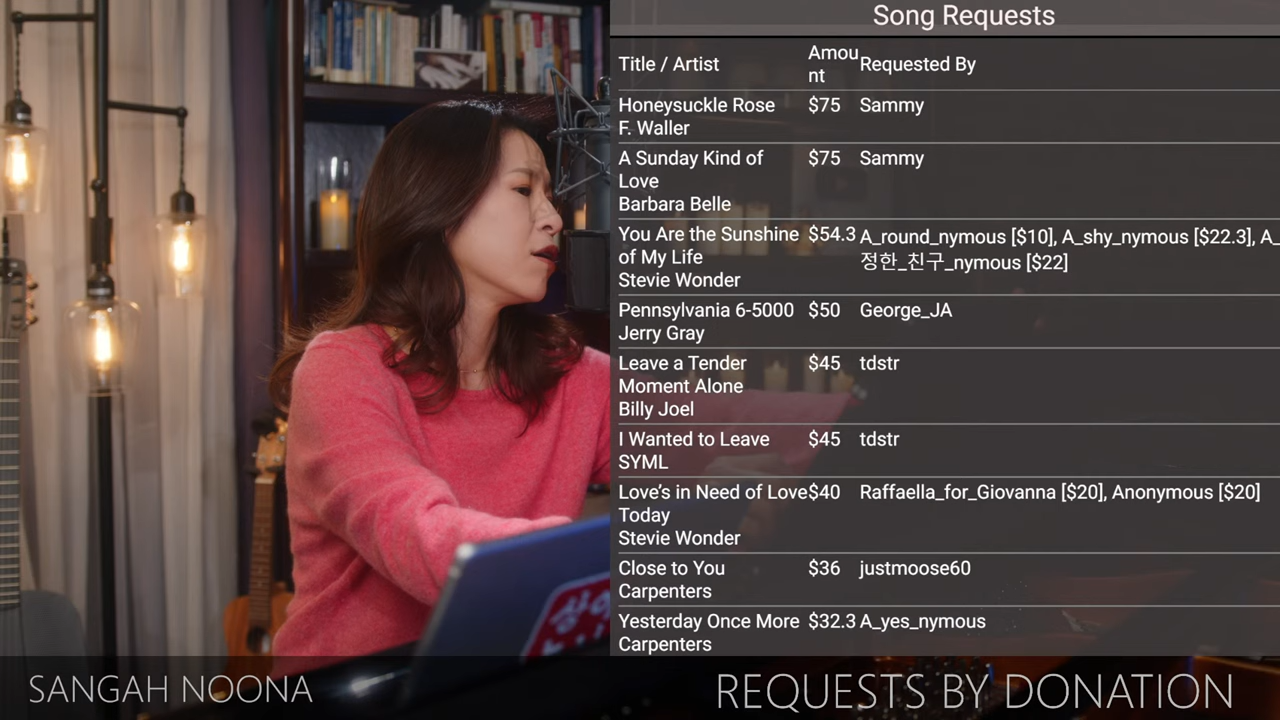 Song Requests
Title / Artist
Amou
nt
Requested By
Honeysuckle Rose
F. Waller
$75
Sammy
A Sunday Kind of
Love
Barbara Belle
$75
Sammy
You Are the Sunshine
of My Life
Stevie Wonder
$54.3
A_round_nymous [$10], A_shy_nymous [$22.3], A_
정한_친구_nymous [$22]
Pennsylvania 6-5000
Jerry Gray
$50
George_JA
Leave a Tender
Moment Alone
Billy Joel
$45
tdstr
I Wanted to Leave
SYML
$45
tdstr
Love’s in Need of Love
Today
Stevie Wonder
$40
Raffaella_for_Giovanna [$20], Anonymous [$20]
Close to You
Carpenters
$36
justmoose60
Yesterday Once More
Carpenters
$32.3
A_yes_nymous
SANGAH NOONA
REQUESTS BY DONATION